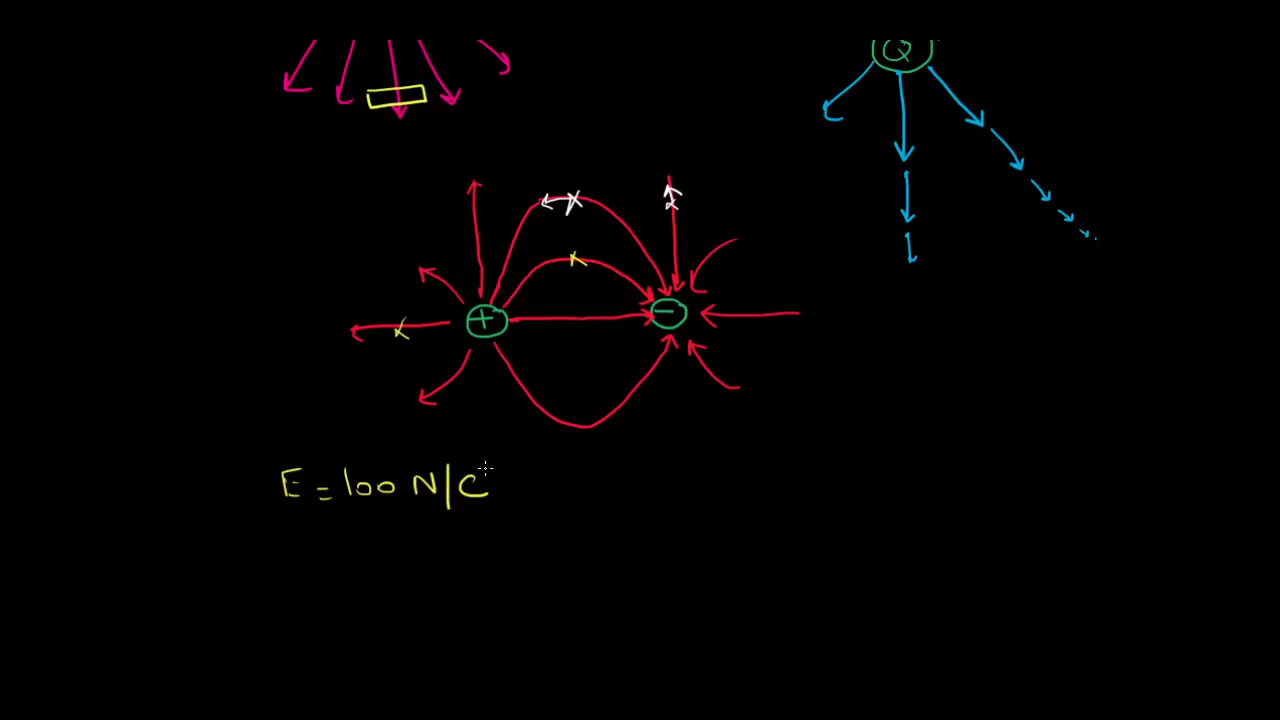 Q
+ −
E = 100 N/C